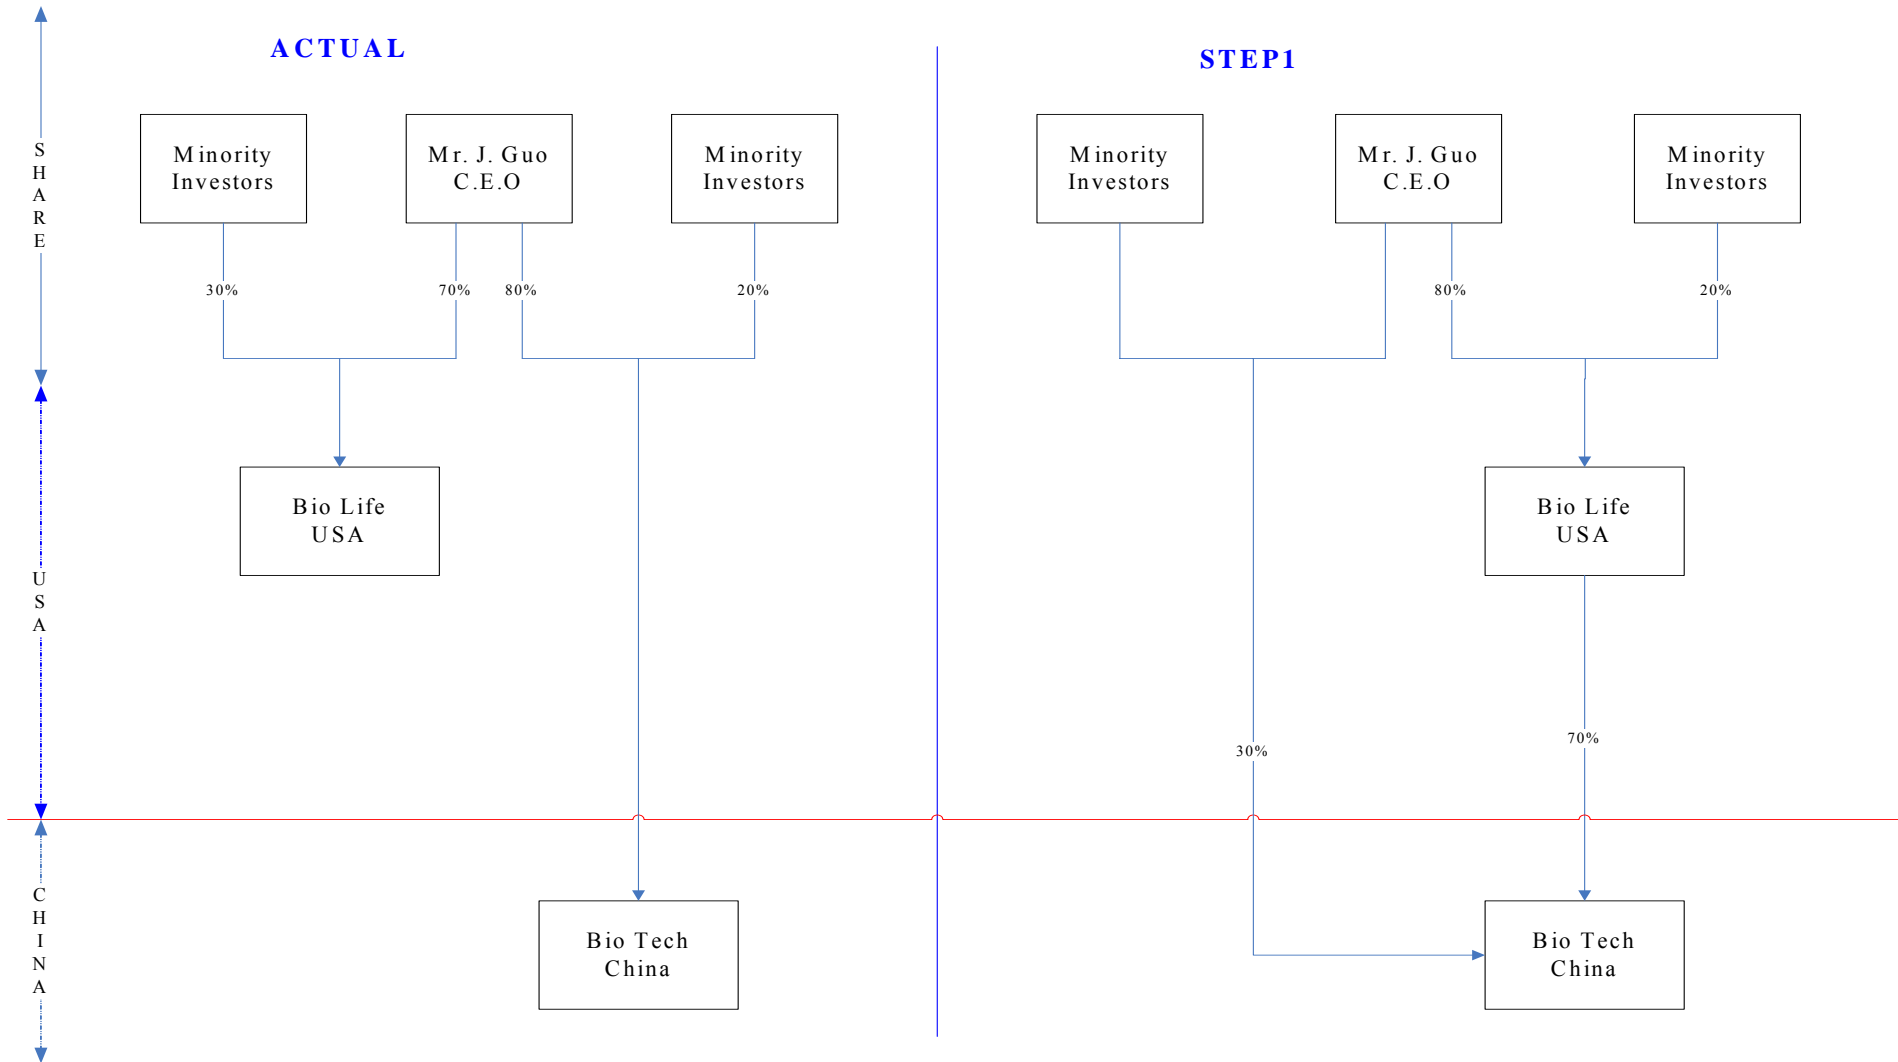 ACTUAL
STEP1
S
H
A
R
E
U
S
A
C
H
I
N
A
Minority
Investors
Mr. J. Guo
C.E.O
Minority
Investors
30%
70%
80%
20%
Bio Life
USA
Bio Tech
China
Minority
Investors
Mr. J. Guo
C.E.O
Minority
Investors
80%
20%
Bio Life
USA
30%
70%
Bio Tech
China